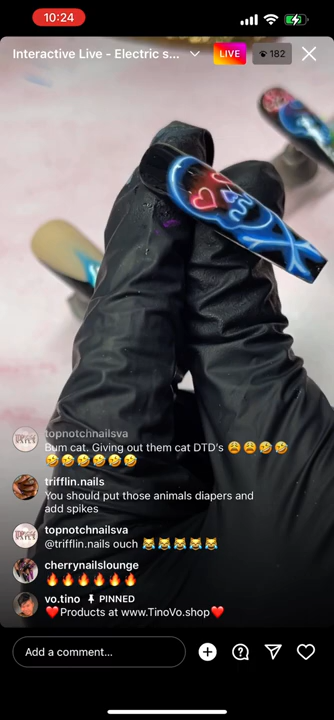 10:24
Interactive Live - Electric s...
LIVE
182
topnotchnailsva
Bum cat. Giving out them cat DTD's 😩😩🤣🤣
🤣🤣🤣🤣🤣🤣
trifflin.nails
You should put those animals diapers and
add spikes
topnotchnailsva
@trifflin.nails ouch 😹😹😹😹😹
cherrynailslounge
🔥🔥🔥🔥🔥🔥
vo.tino 📌 PINNED
❤️Products at www.TinoVo.shop❤️
Add a comment...